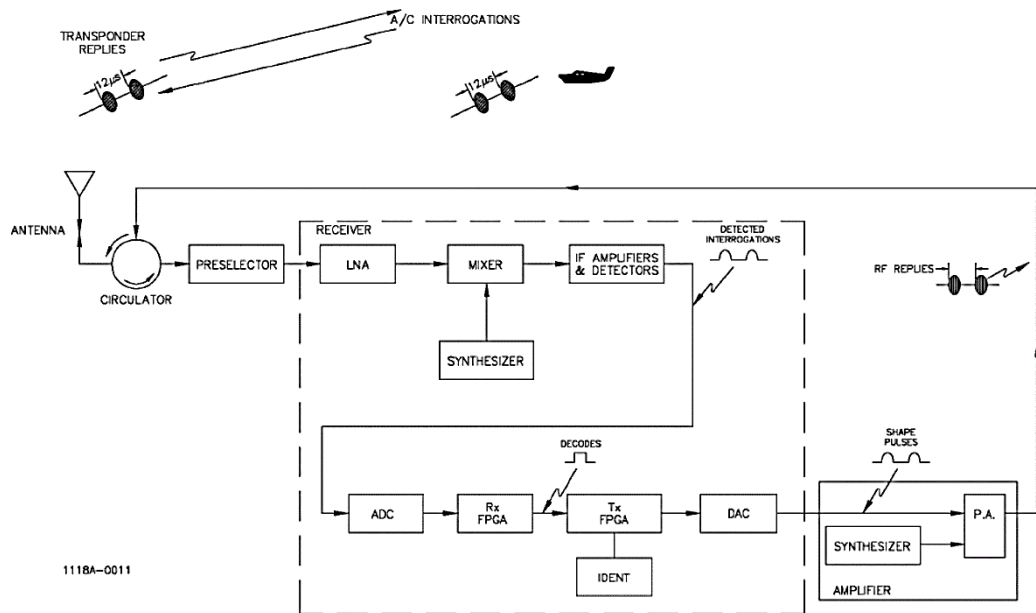 A/C INTERROGATIONS
TRANSPONDER
REPLIES
12µs
12µs
ANTENNA
CIRCULATOR
PRESELECTOR
RECEIVER
LNA
MIXER
IF AMPLIFIERS
& DETECTORS
DETECTED
INTERROGATIONS
SYNTHESIZER
RF REPLIES
DECODES
SHAPE
PULSES
ADC
Rx
FPGA
Tx
FPGA
DAC
P.A.
SYNTHESIZER
IDENT
AMPLIFIER
1118A-0011